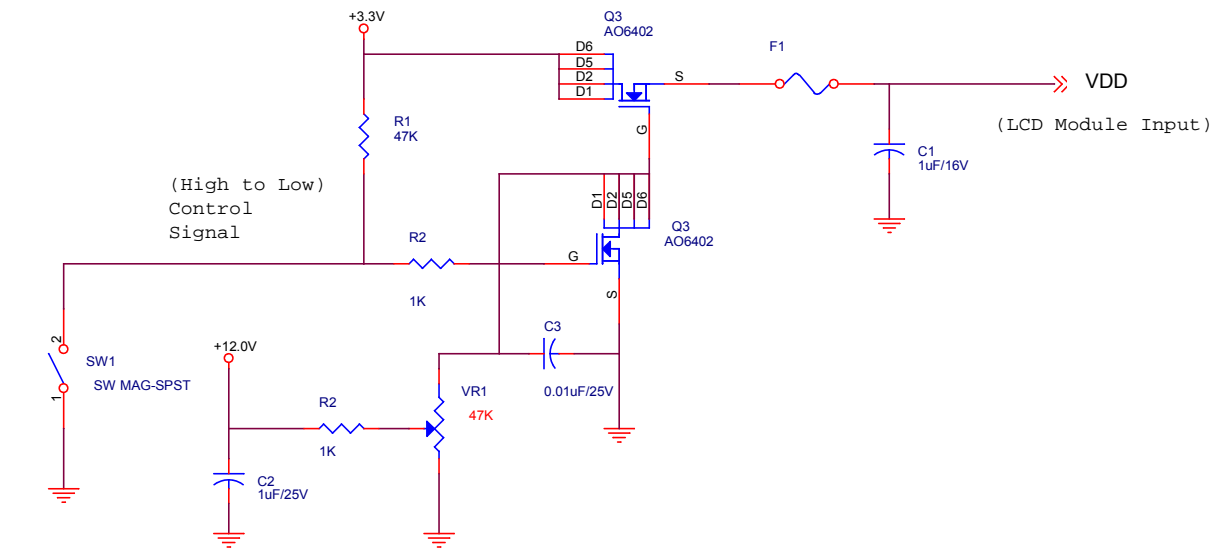 +3.3V
Q3
AO6402
D6
D5
D2
D1
S
G
F1
VDD
(LCD Module Input)
R1
47K
C1
1uF/16V
(High to Low)
Control
Signal
D1
D2
D5
D6
Q3
AO6402
R2
1K
G
S
2
1
SW1
SW MAG-SPST
+12.0V
C3
0.01uF/25V
VR1
47K
R2
1K
C2
1uF/25V